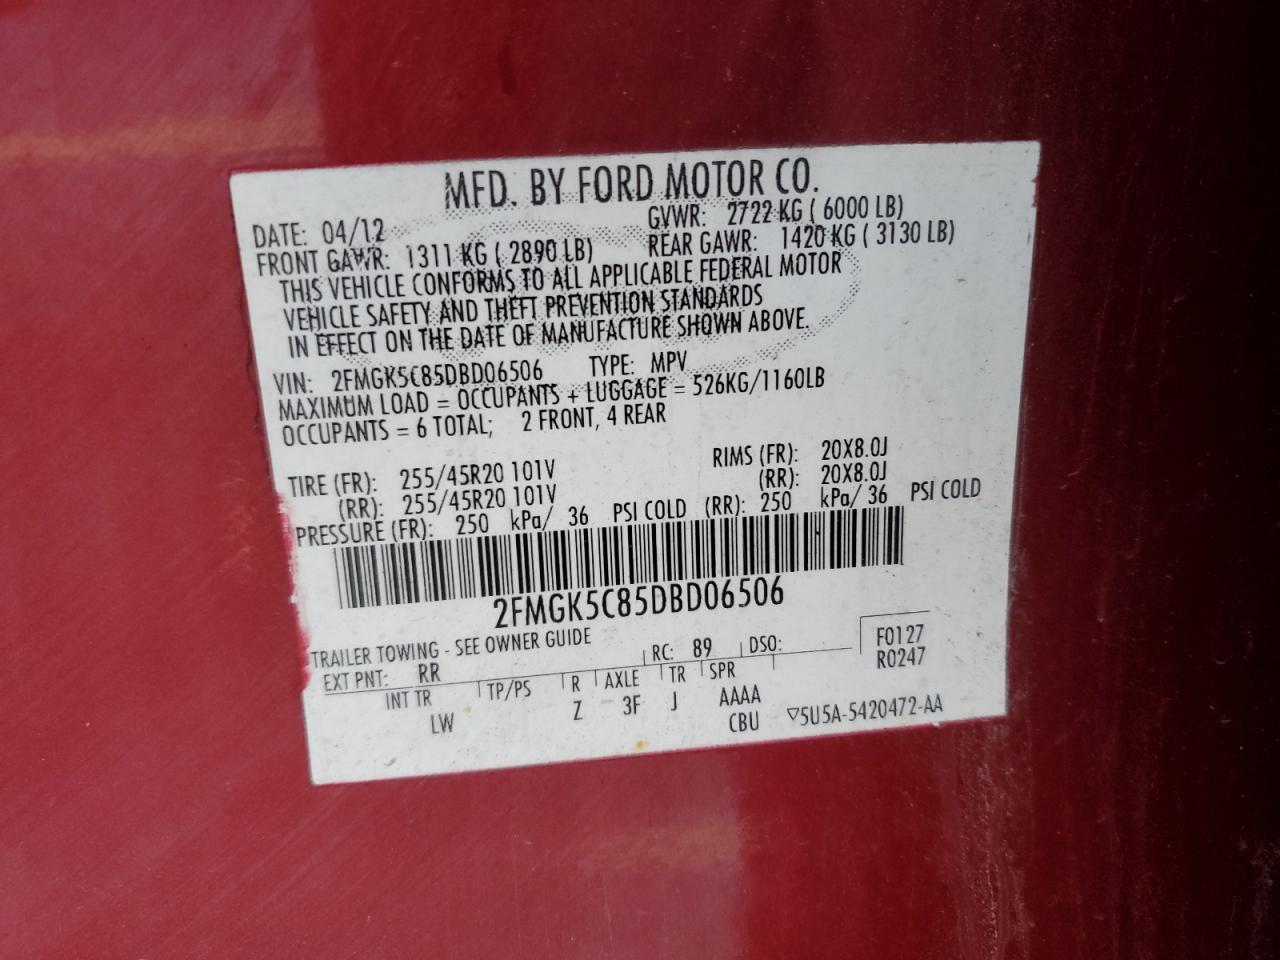 MFD. BY FORD MOTOR CO.
DATE: 04/12 GVWR: 2722 KG ( 6000 LB)
FRONT GAWR: 1311 KG ( 2890 LB) REAR GAWR: 1420 KG ( 3130 LB)
THIS VEHICLE CONFORMS TO ALL APPLICABLE FEDERAL MOTOR
VEHICLE SAFETY AND THEFT PREVENTION STANDARDS
IN EFFECT ON THE DATE OF MANUFACTURE SHOWN ABOVE.
VIN: 2FMGK5C85DBD06506 TYPE: MPV
MAXIMUM LOAD = OCCUPANTS + LUGGAGE = 526KG/1160LB
OCCUPANTS = 6 TOTAL; 2 FRONT, 4 REAR
TIRE (FR): 255/45R20 101V RIMS (FR): 20X8.0J
(RR): 255/45R20 101V (RR): 20X8.0J
PRESSURE (FR): 250 kPa/ 36 PSI COLD (RR): 250 kPa/ 36 PSI COLD
2FMGK5C85DBD06506
TRAILER TOWING - SEE OWNER GUIDE
EXT PNT: RR RC: 89 DSO: F0127
R0247
INT TR TP/PS R AXLE TR SPR
LW Z 3F J AAAA
CBU ▽5U5A-5420472-AA